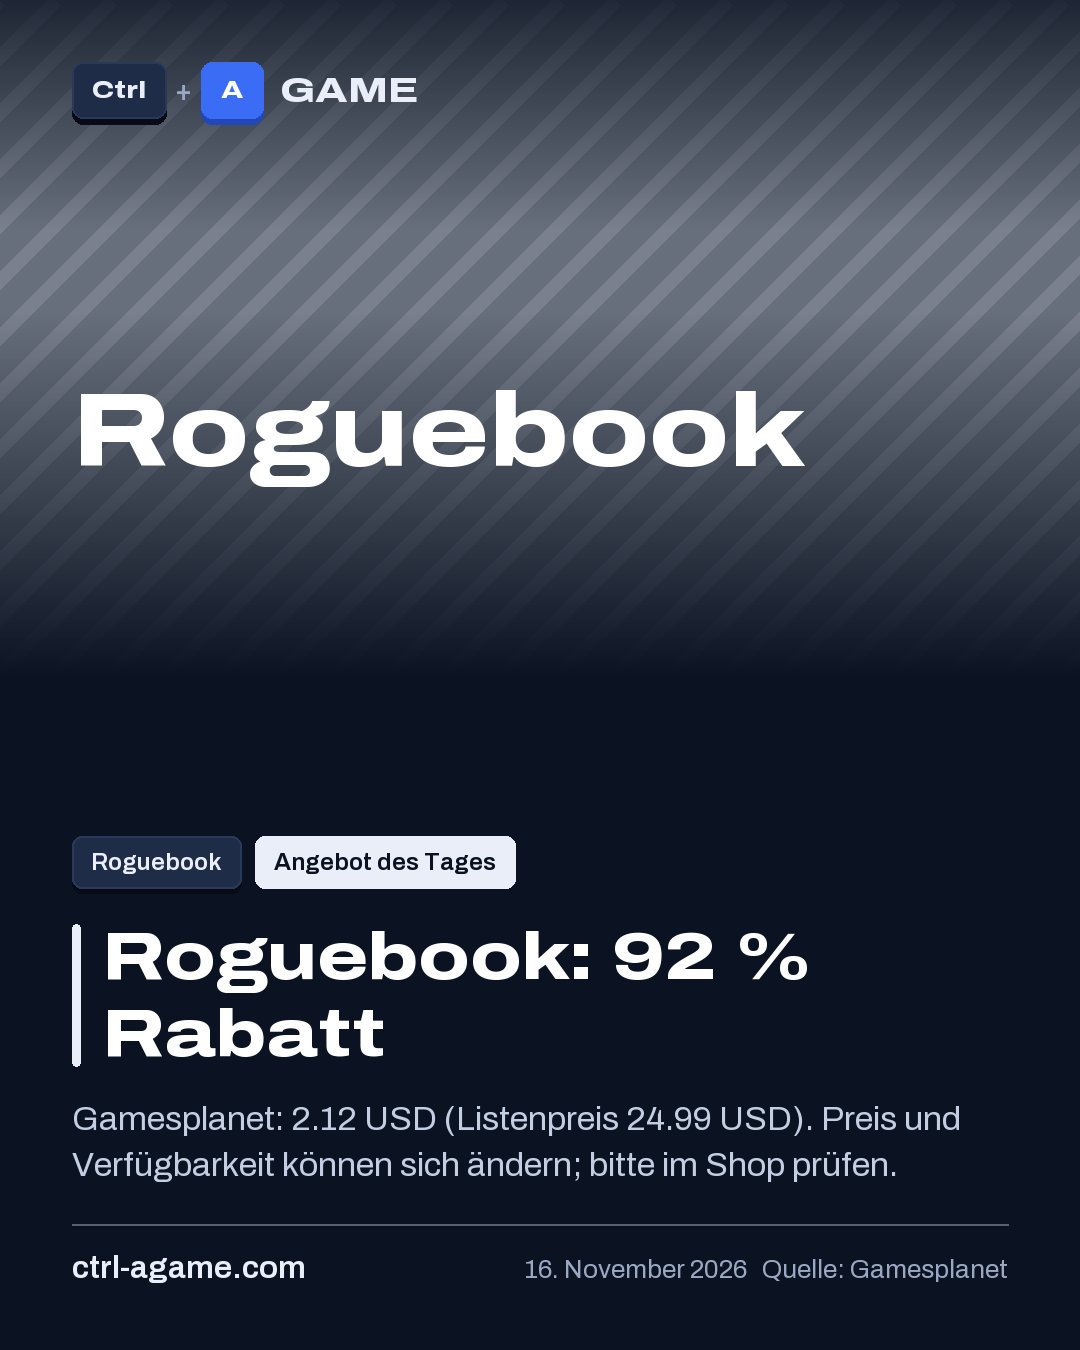 Ctrl + A GAME
Roguebook
Roguebook Angebot des Tages
Roguebook: 92 %
Rabatt
Gamesplanet: 2.12 USD (Listenpreis 24.99 USD). Preis und
Verfügbarkeit können sich ändern; bitte im Shop prüfen.
ctrl-agame.com 16. November 2026 Quelle: Gamesplanet